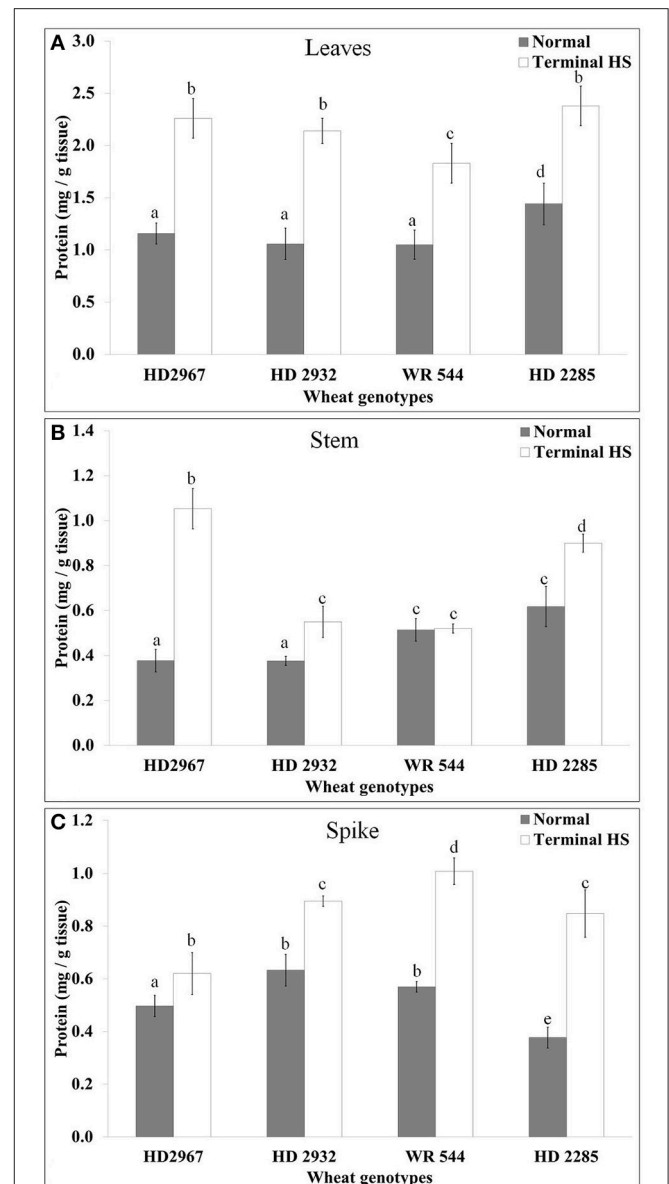 A
Leaves
Normal
Terminal HS
Protein (mg / g tissue)
3.0
2.5
2.0
1.5
1.0
0.5
0.0
a
b
a
b
a
c
d
b
HD2967 HD 2932 WR 544 HD 2285
Wheat genotypes
B
Stem
Normal
Terminal HS
Protein (mg / g tissue)
1.4
1.2
1.0
0.8
0.6
0.4
0.2
0.0
a
b
a
c
c
c
c
d
HD2967 HD 2932 WR 544 HD 2285
Wheat genotypes
C
Spike
Normal
Terminal HS
Protein (mg / g tissue)
1.2
1.0
0.8
0.6
0.4
0.2
0.0
a
b
b
c
b
d
e
c
HD2967 HD 2932 WR 544 HD 2285
Wheat genotypes